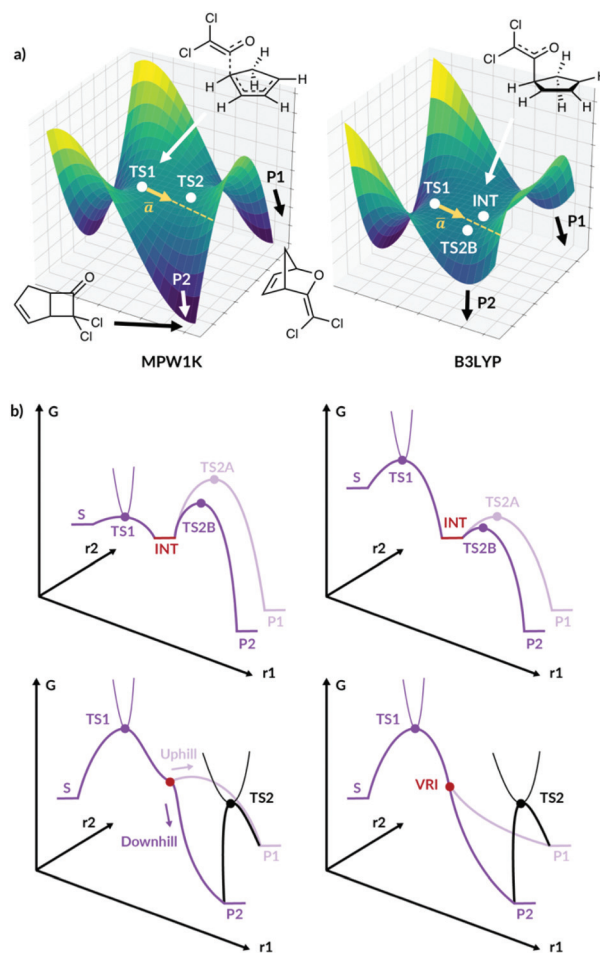 a)
Cl
Cl
O
H
H
H
H
H
H
TS1
TS2
a
P1
P2
O
Cl
Cl
O
Cl
Cl
MPW1K
Cl
Cl
O
H
H
H
H
H
H
TS1
INT
a
TS2B
P1
P2
B3LYP
b)
G
TS2A
S
TS1
TS2B
INT
r2
P1
P2
r1
G
TS1
S
TS2A
INT
TS2B
r2
P1
P2
r1
G
TS1
Uphill
S
TS2
Downhill
r2
P1
P2
r1
G
TS1
VRI
S
TS2
r2
P1
P2
r1